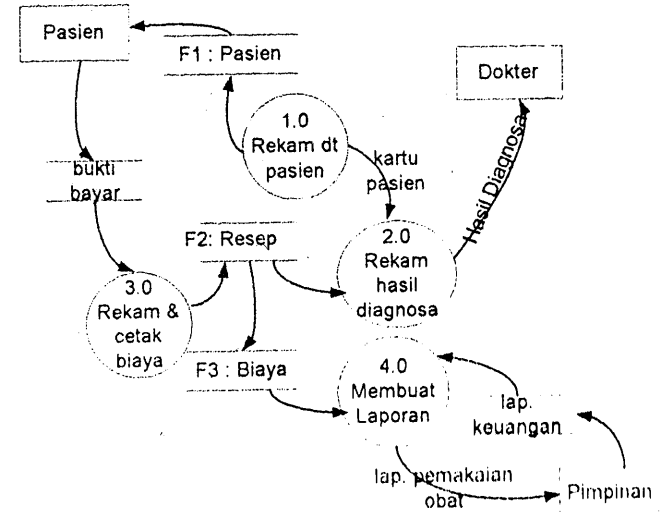 Pasien
F1 : Pasien
Dokter
1.0
Rekam dt
pasien
kartu
pasien
Hasil Diagnosa
bukti
bayar
F2: Resep
2.0
Rekam
hasil
diagnosa
3.0
Rekam &
cetak
biaya
F3 : Biaya
4.0
Membuat
Laporan
lap.
keuangan
lap. pemakaian
obat
Pimpinan